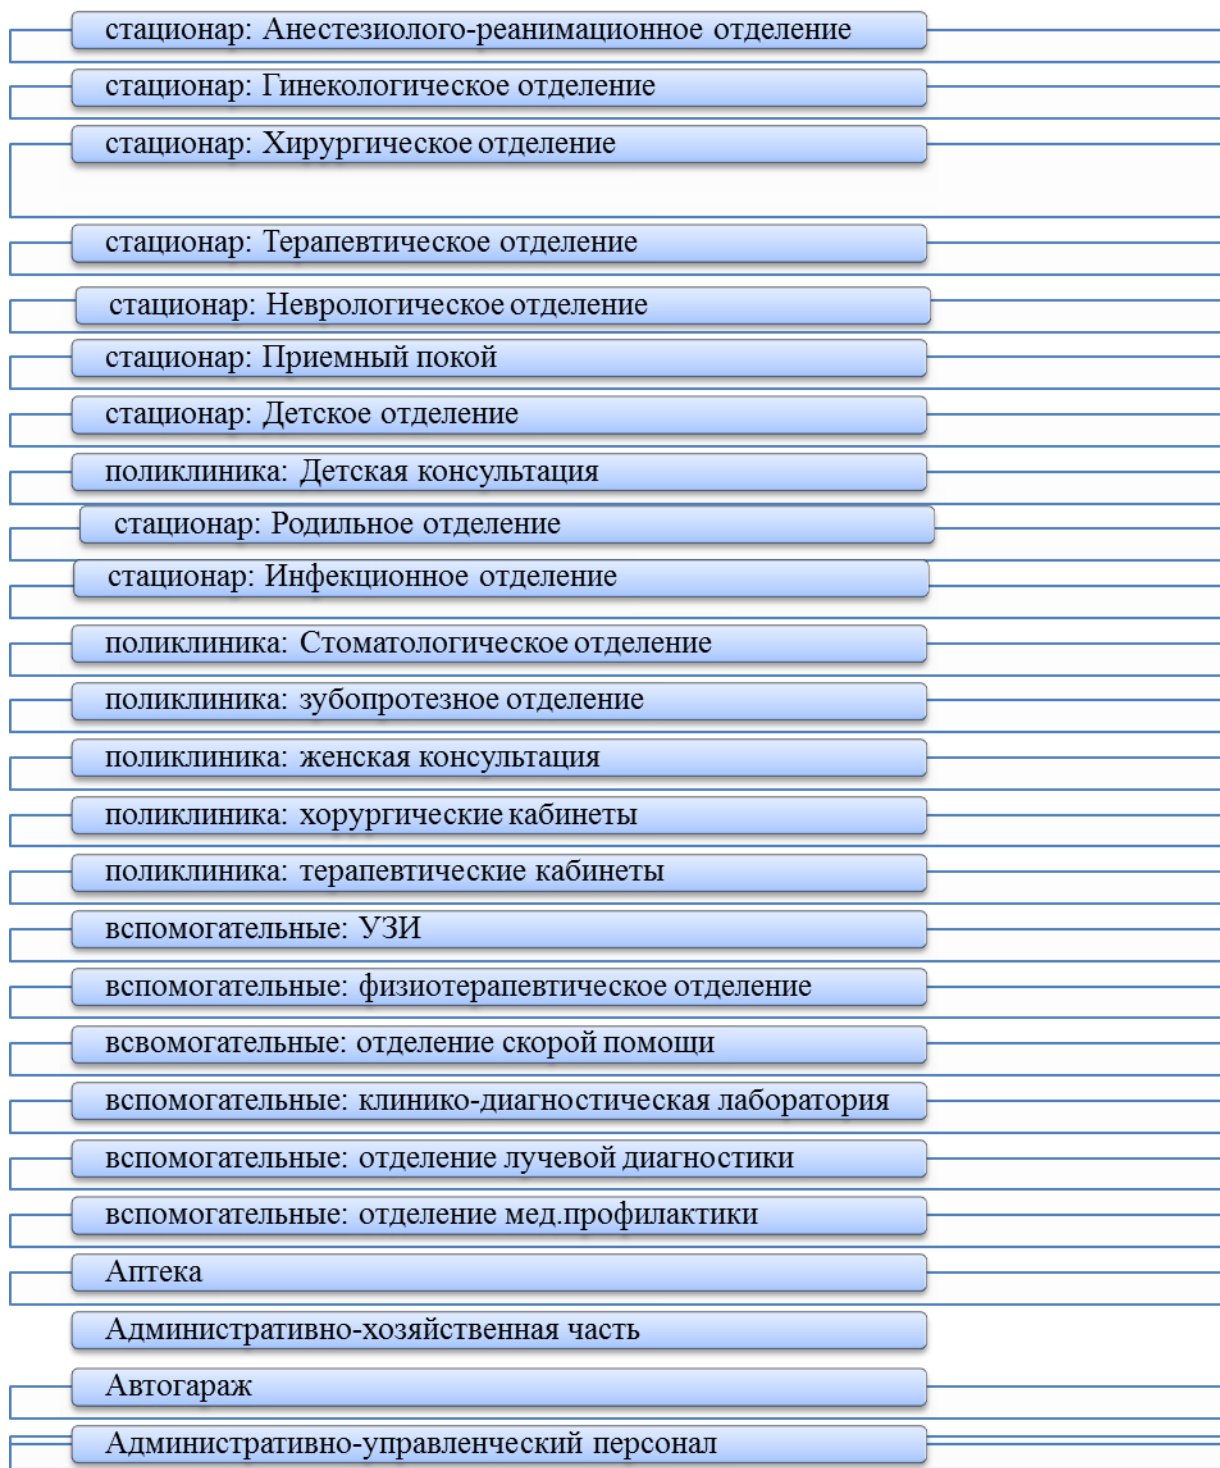 стационар: Анестезиолого-реанимационное отделение
стационар: Гинекологическое отделение
стационар: Хирургическое отделение
стационар: Терапевтическое отделение
стационар: Неврологическое отделение
стационар: Приемный покой
стационар: Детское отделение
поликлиника: Детская консультация
стационар: Родильное отделение
стационар: Инфекционное отделение
поликлиника: Стоматологическое отделение
поликлиника: зубопротезное отделение
поликлиника: женская консультация
поликлиника: хорургические кабинеты
поликлиника: терапевтические кабинеты
вспомогательные: УЗИ
вспомогательные: физиотерапевтическое отделение
всвомогательные: отделение скорой помощи
вспомогательные: клинико-диагностическая лаборатория
вспомогательные: отделение лучевой диагностики
вспомогательные: отделение мед.профилактики
Аптека
Административно-хозяйственная часть
Автогараж
Административно-управленческий персонал